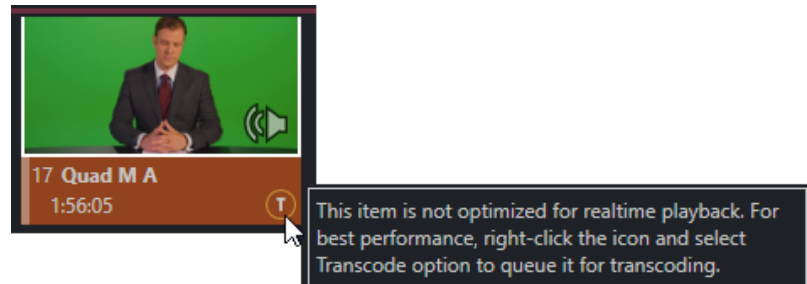 17 Quad M A
1:56:05
T
This item is not optimized for realtime playback. For
best performance, right-click the icon and select
Transcode option to queue it for transcoding.